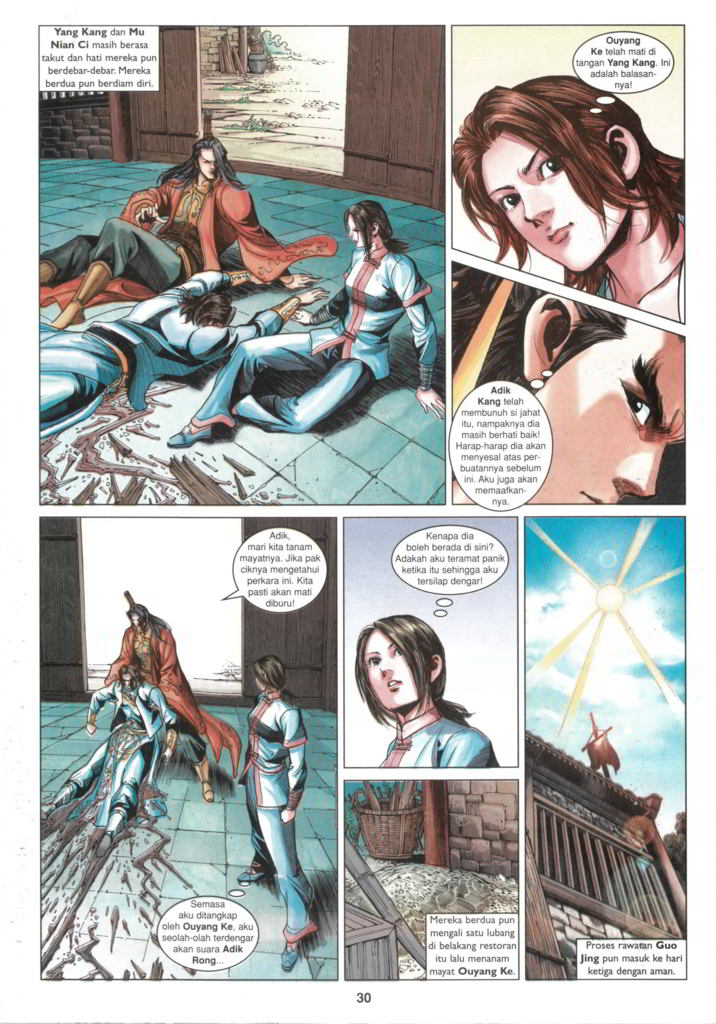 Yang Kang dan Mu
Nian Ci masih berasa
takut dan hati mereka pun
berdebar-debar. Mereka
berdua pun berdiam diri.
Ouyang
Ke telah mati di
tangan Yang Kang. Ini
adalah balasan-
nya!
Adik
Kang telah
membunuh si jahat
itu, nampaknya dia
masih berhati baik!
Harap-harap dia akan
menyesal atas per-
buatannya sebelum
ini. Aku juga akan
memaafkan-
nya.
Adik,
mari kita tanam
mayatnya. Jika pak
ciknya mengetahui
perkara ini. Kita
pasti akan mati
diburu!
Semasa
aku ditangkap
oleh Ouyang Ke, aku
seolah-olah terdengar
akan suara Adik
Rong...
Kenapa dia
boleh berada di sini?
Adakah aku teramat panik
ketika itu sehingga aku
tersilap dengar!
Mereka berdua pun
mengali satu lubang
di belakang restoran
itu lalu menanam
mayat Ouyang Ke.
Proses rawatan Guo
Jing pun masuk ke hari
ketiga dengan aman.
30